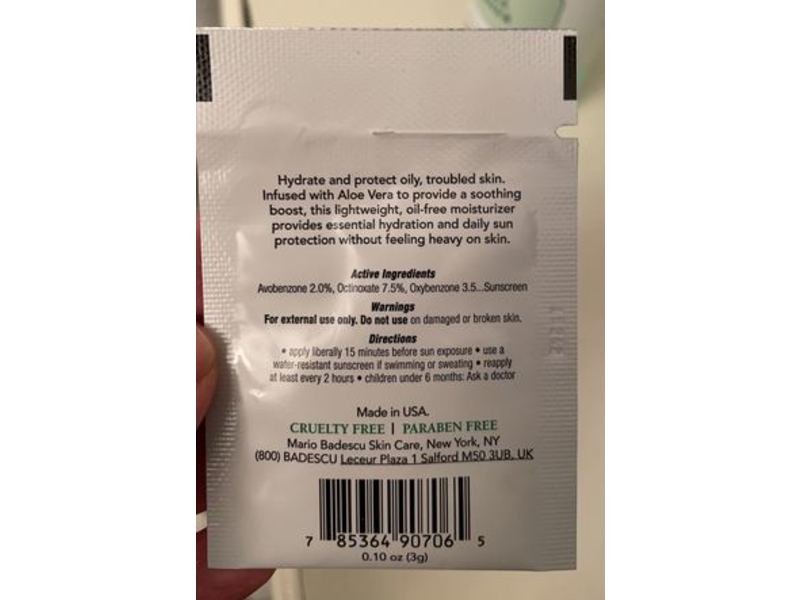 Hydrate and protect oily, troubled skin.
Infused with Aloe Vera to provide a soothing
boost, this lightweight, oil-free moisturizer
provides essential hydration and daily sun
protection without feeling heavy on skin.
Active Ingredients
Avobenzone 2.0%, Octinoxate 7.5%, Oxybenzone 3.5...Sunscreen
Warnings
For external use only. Do not use on damaged or broken skin.
Directions
• apply liberally 15 minutes before sun exposure • use a
water-resistant sunscreen if swimming or sweating • reapply
at least every 2 hours • children under 6 months: Ask a doctor
Made in USA.
CRUELTY FREE | PARABEN FREE
Mario Badescu Skin Care, New York, NY
(800) BADESCU Leceur Plaza 1 Salford M50 3UB, UK
7 85364 90706 5
0.10 oz (3g)